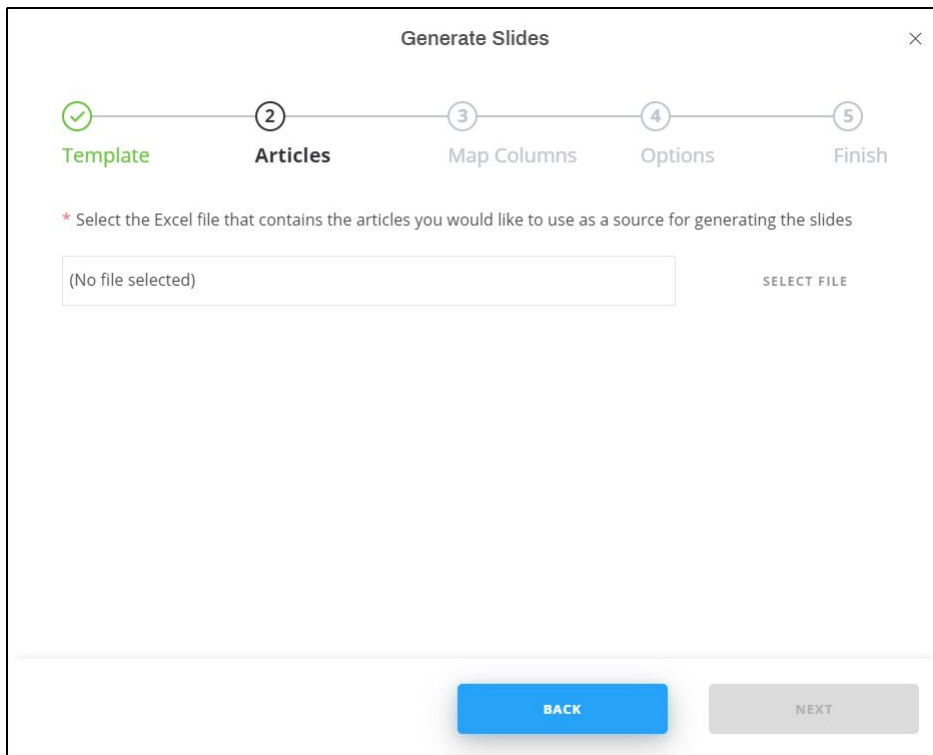 Generate Slides
2 3 4 5
Template Articles Map Columns Options Finish
* Select the Excel file that contains the articles you would like to use as a source for generating the slides
(No file selected) SELECT FILE
BACK NEXT